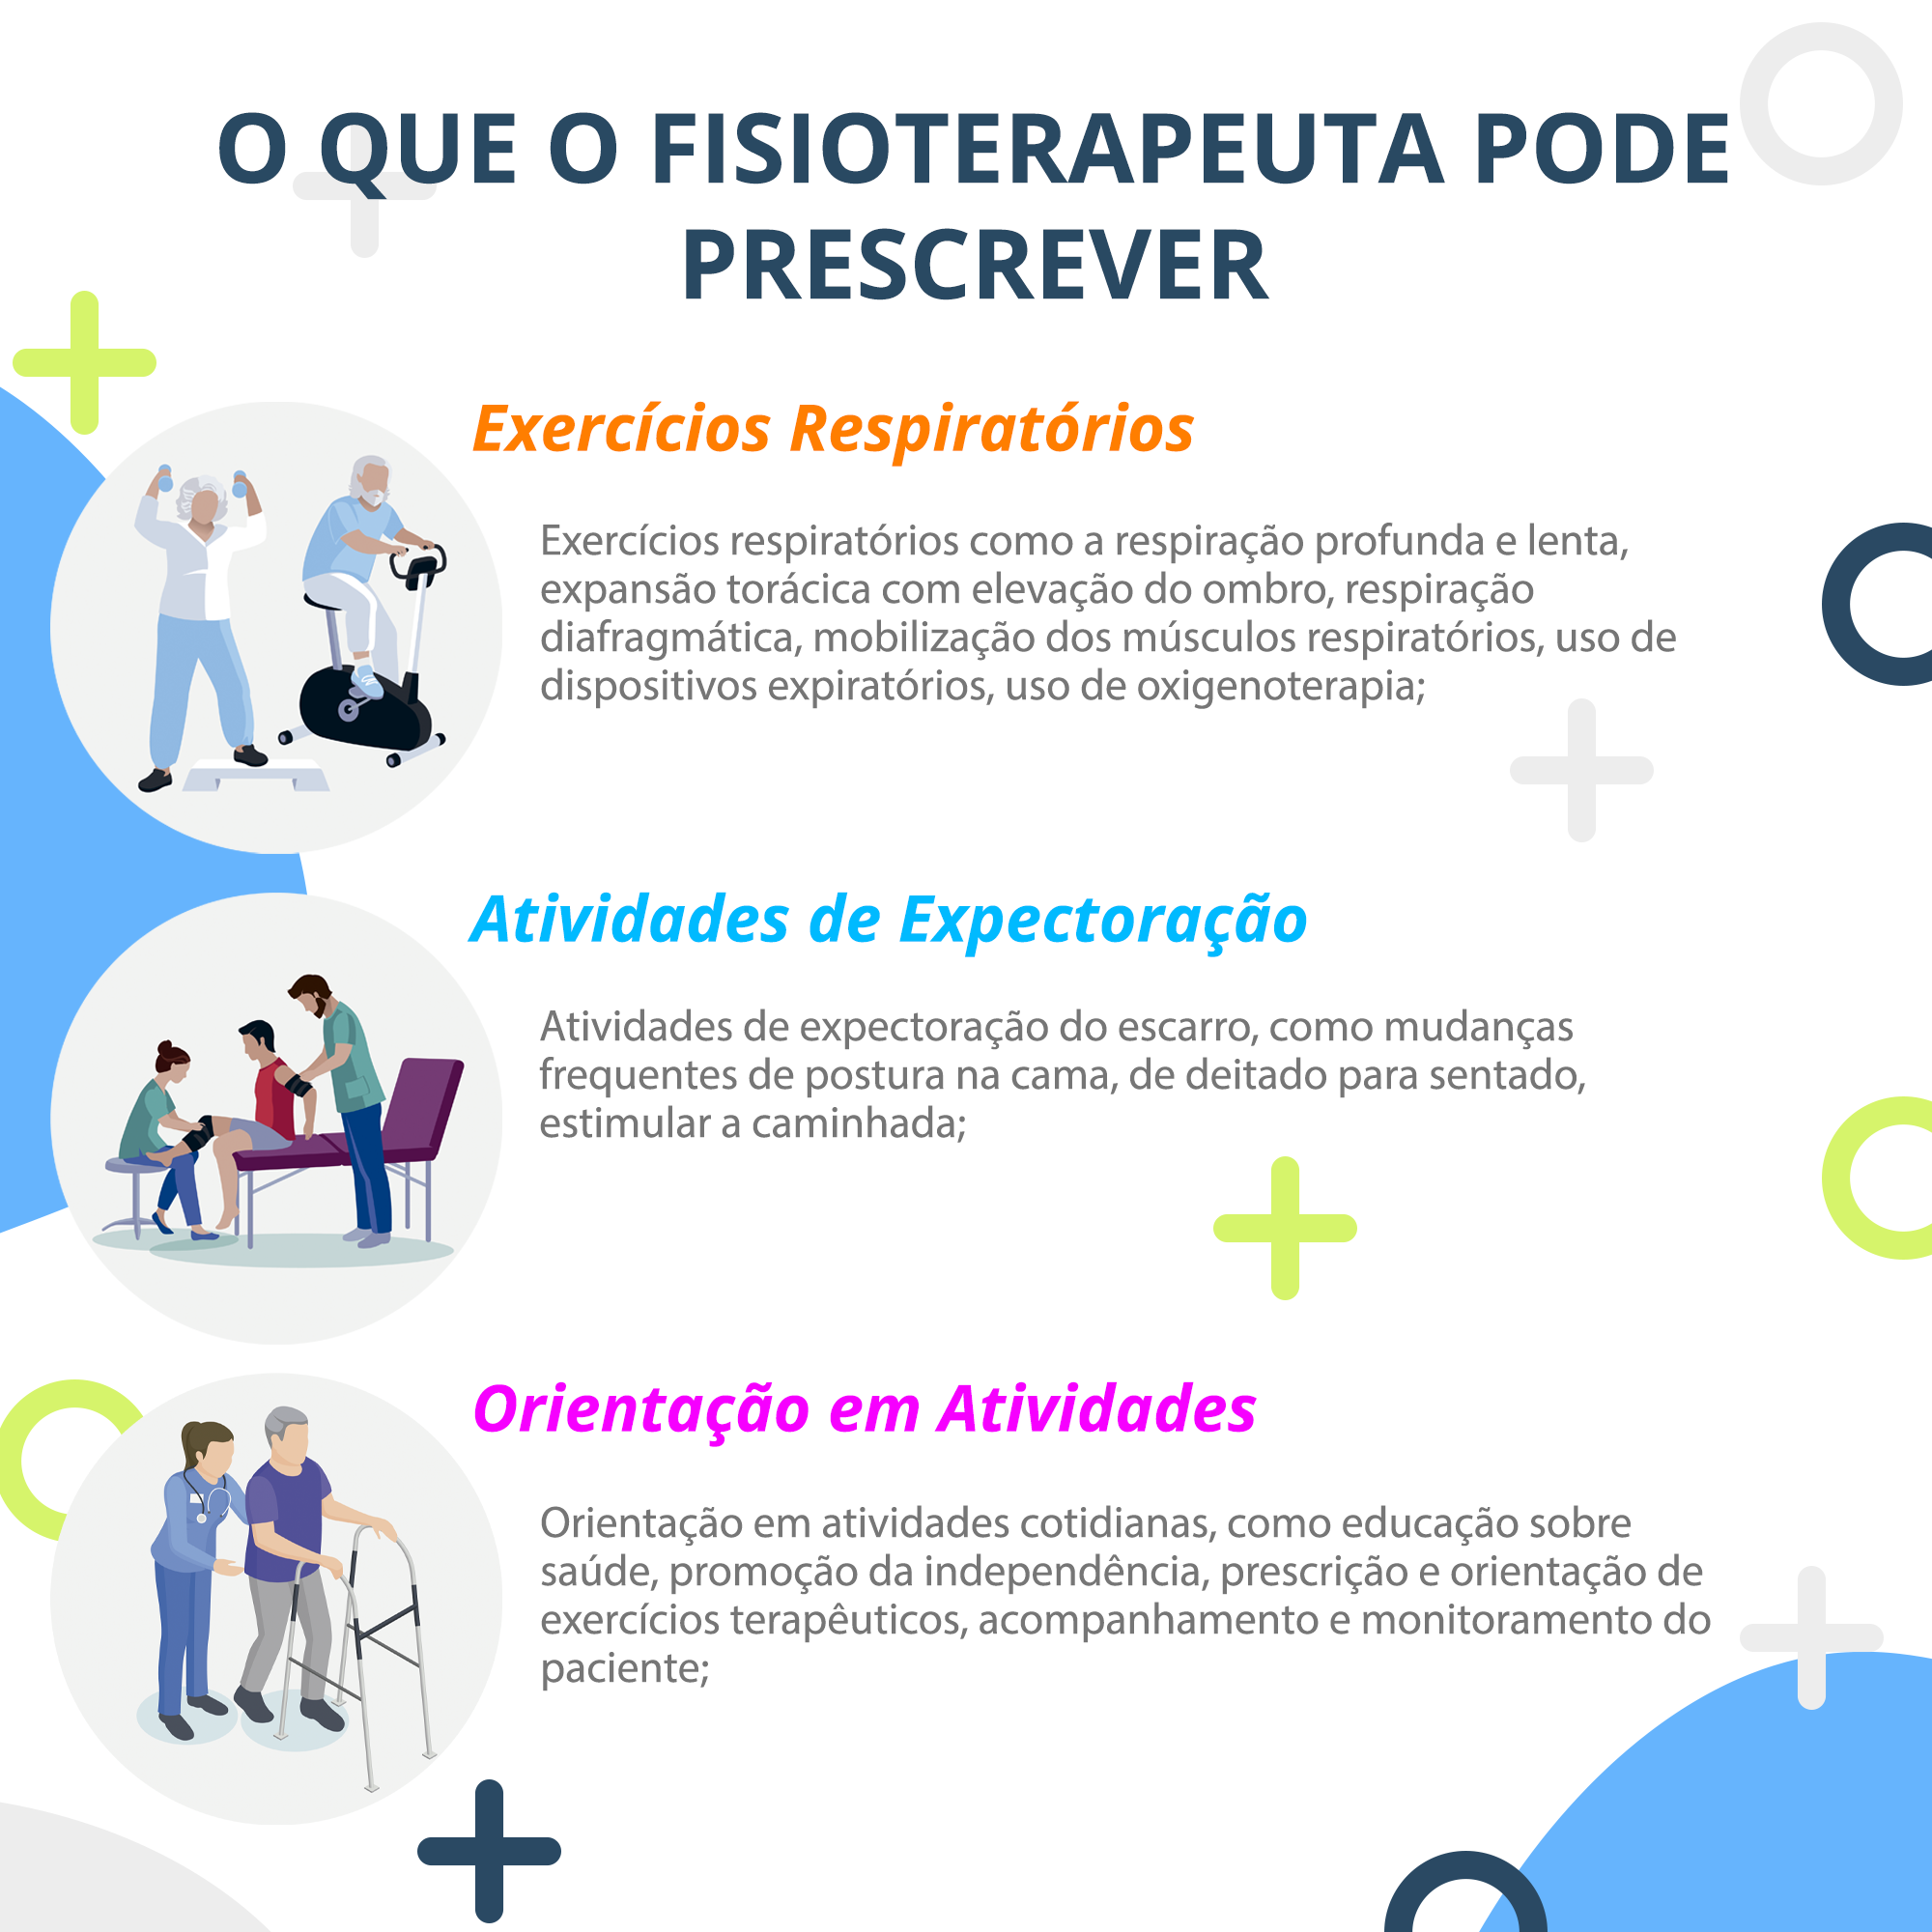 O QUE O FISIOTERAPEUTA PODE
PRESCREVER
Exercícios Respiratórios
Exercícios respiratórios como a respiração profunda e lenta,
expansão torácica com elevação do ombro, respiração
diafragmática, mobilização dos músculos respiratórios, uso de
dispositivos expiratórios, uso de oxigenoterapia;
Atividades de Expectoração
Atividades de expectoração do escarro, como mudanças
frequentes de postura na cama, de deitado para sentado,
estimular a caminhada;
Orientação em Atividades
Orientação em atividades cotidianas, como educação sobre
saúde, promoção da independência, prescrição e orientação de
exercícios terapêuticos, acompanhamento e monitoramento do
paciente;